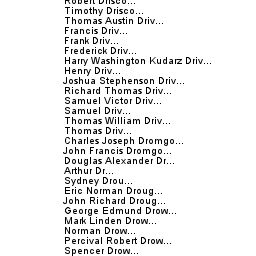 Robert Drisco...
Timothy Drisco...
Thomas Austin Driv...
Francis Driv...
Frank Driv...
Frederick Driv...
Harry Washington Kudarz Driv...
Henry Driv...
Joshua Stephenson Driv...
Richard Thomas Driv...
Samuel Victor Driv...
Samuel Driv...
Thomas William Driv...
Thomas Driv...
Charles Joseph Dromgo...
John Francis Dromgo...
Douglas Alexander Dr...
Arthur Dr...
Sydney Drou...
Eric Norman Droug...
John Richard Droug...
George Edmund Drow...
Mark Linden Drow...
Norman Drow...
Percival Robert Drow...
Spencer Drow...